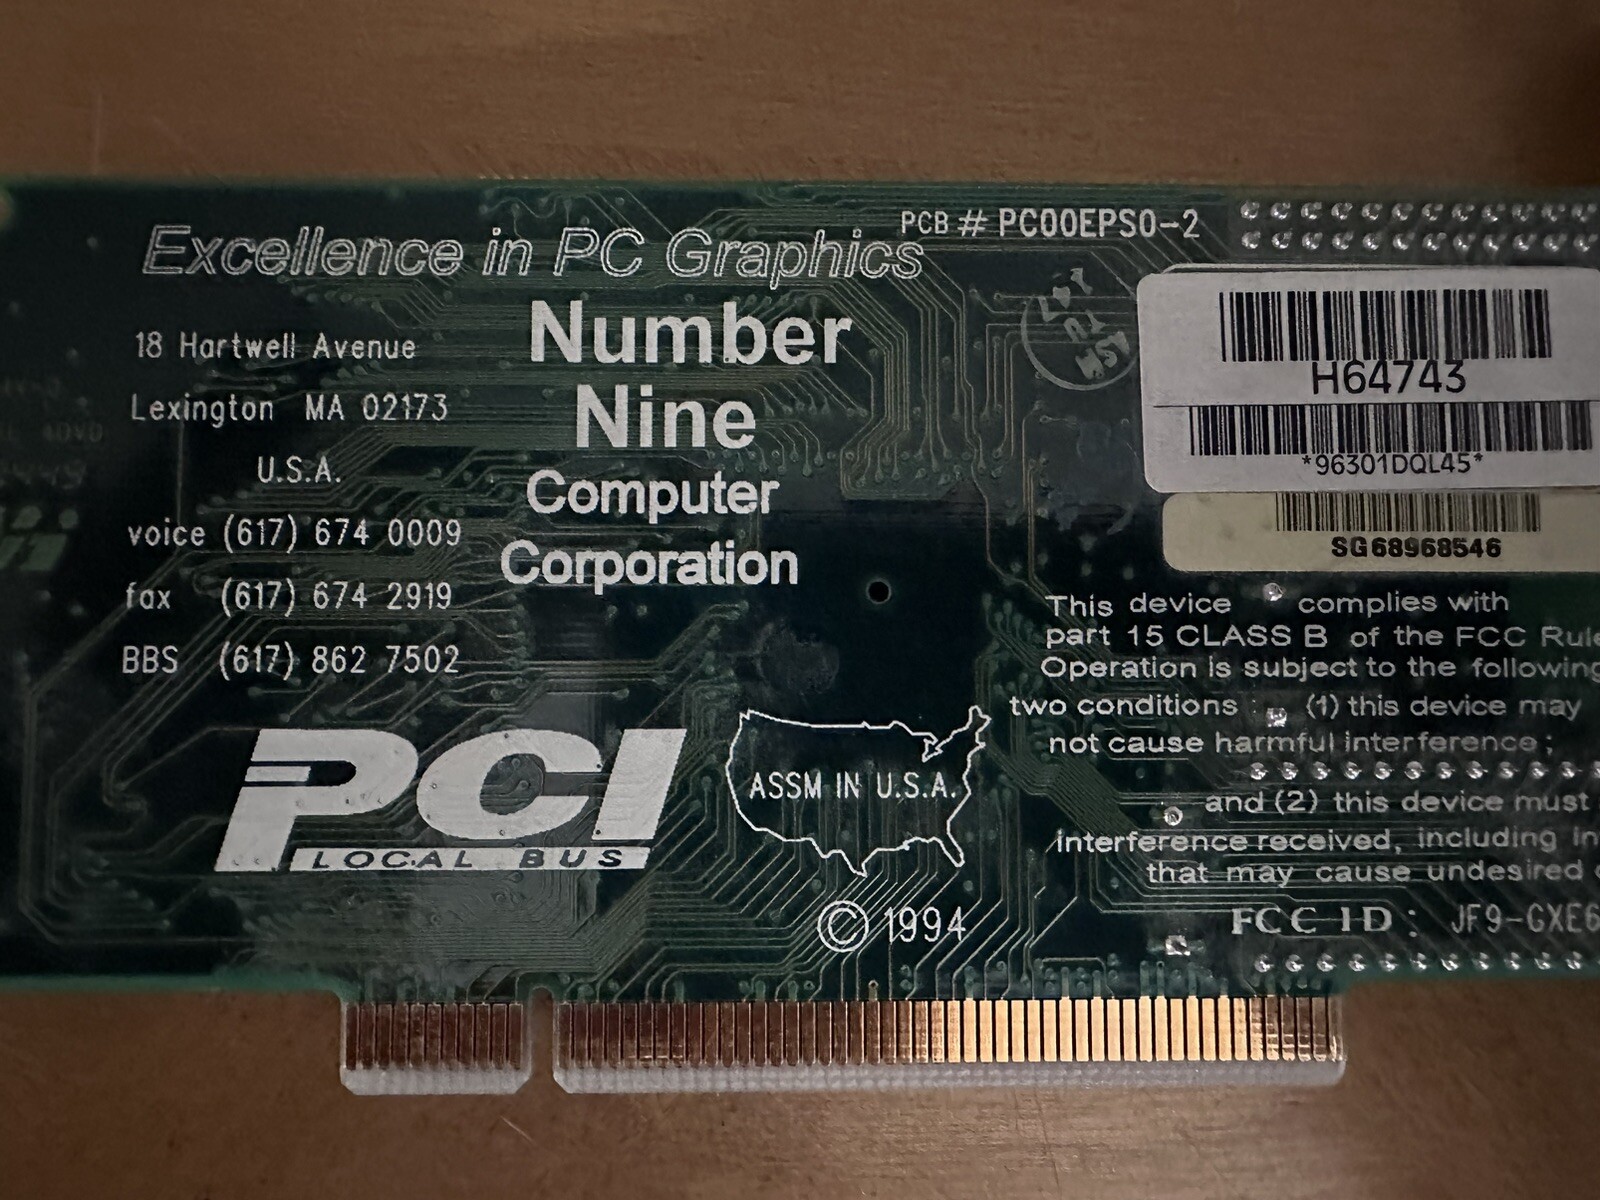 PCB # PC00EPS0-2
Excellence in PC Graphics
Number
Nine
Computer
Corporation
18 Hartwell Avenue
Lexington MA 02173
U.S.A.
voice (617) 674 0009
fax (617) 674 2919
BBS (617) 862 7502
PCI
LOCAL BUS
ASSM IN U.S.A.
© 1994
H64743
*96301DQL45*
SG68968546
This device complies with
part 15 CLASS B of the FCC
Operation is subject to the following
two conditions : (1) this device may
not cause harmful interference;
and (2) this device must
interference received, including
that may cause undesired
FCC ID: JF9-GXE6